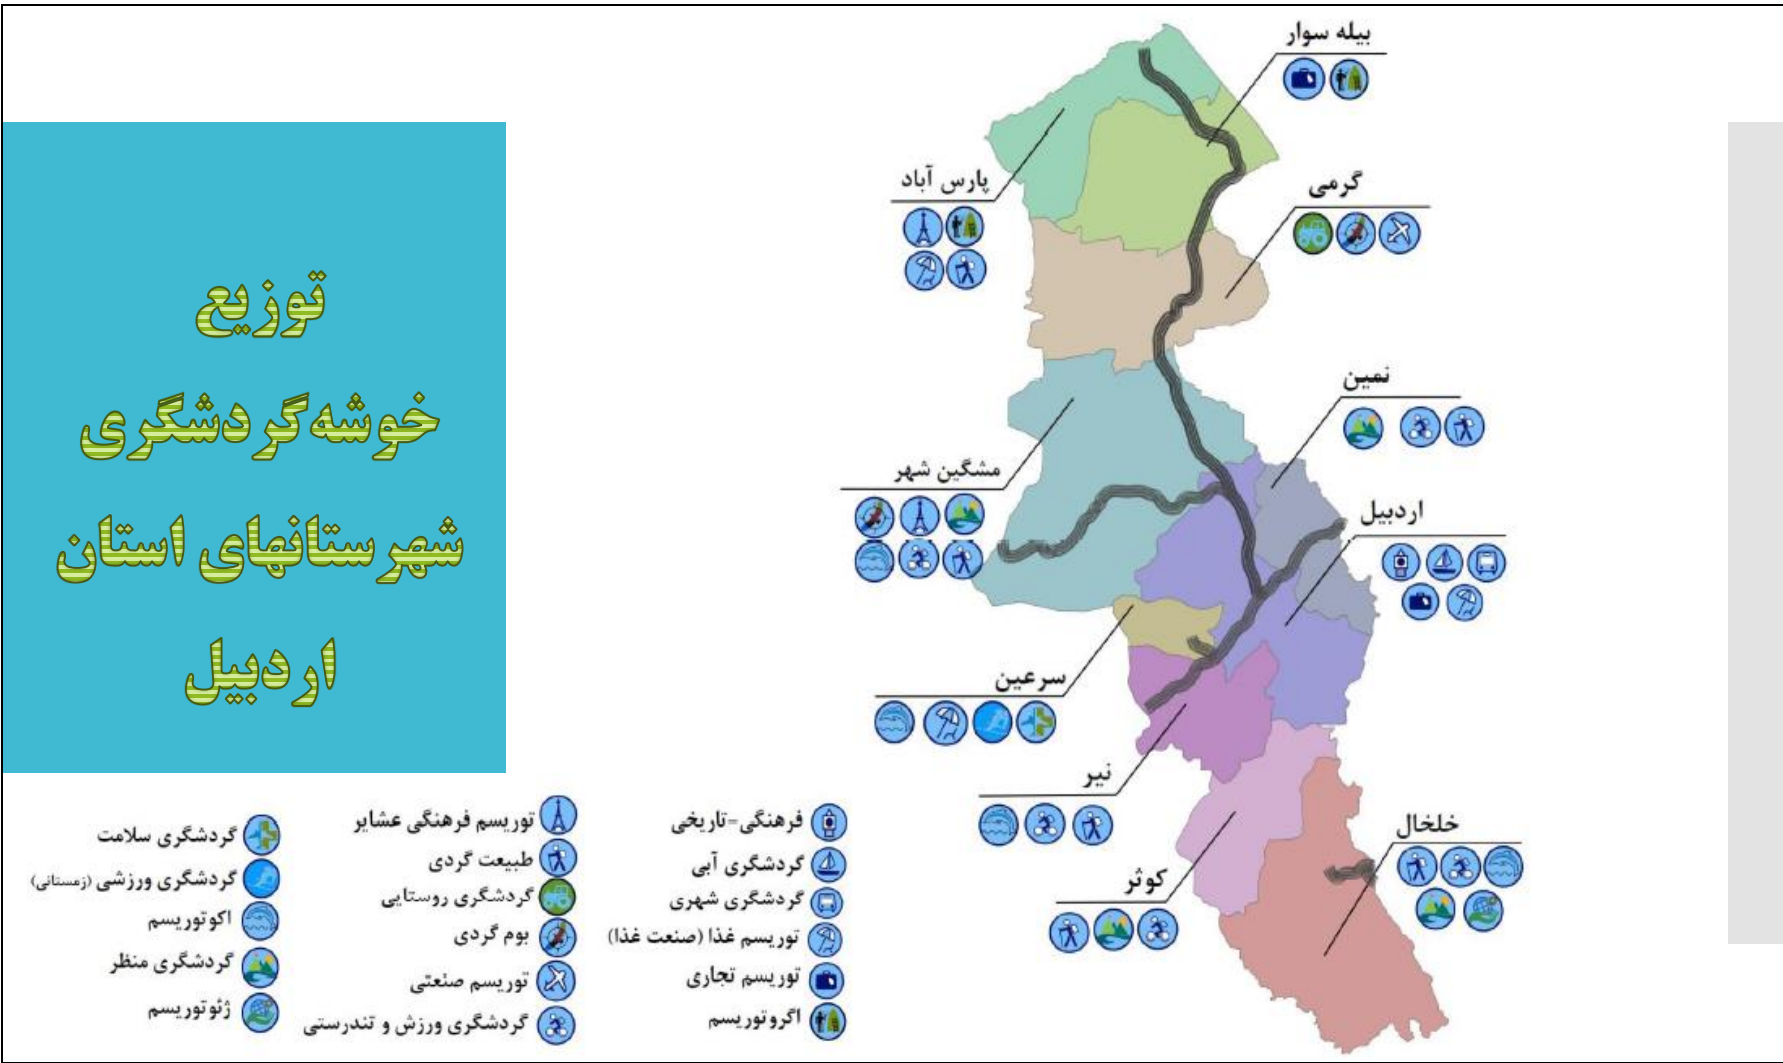 توزیع
خوشه‌گردشگری
شهرستانهای استان
اردبیل
بیله سوار
پارس آباد
گرمی
نمین
مشگین شهر
اردبیل
سرعین
نیر
خلخال
کوثر
فرهنگی=تاریخی
گردشگری آبی
گردشگری شهری
توریسم غذا (صنعت غذا)
توریسم تجاری
اگروتوریسم
توریسم فرهنگی عشایر
طبیعت گردی
گردشگری روستایی
بوم گردی
توریسم صنعتی
گردشگری ورزش و تندرستی
گردشگری سلامت
گردشگری ورزشی (زمستانی)
اکوتوریسم
گردشگری منظر
ژئوتوریسم